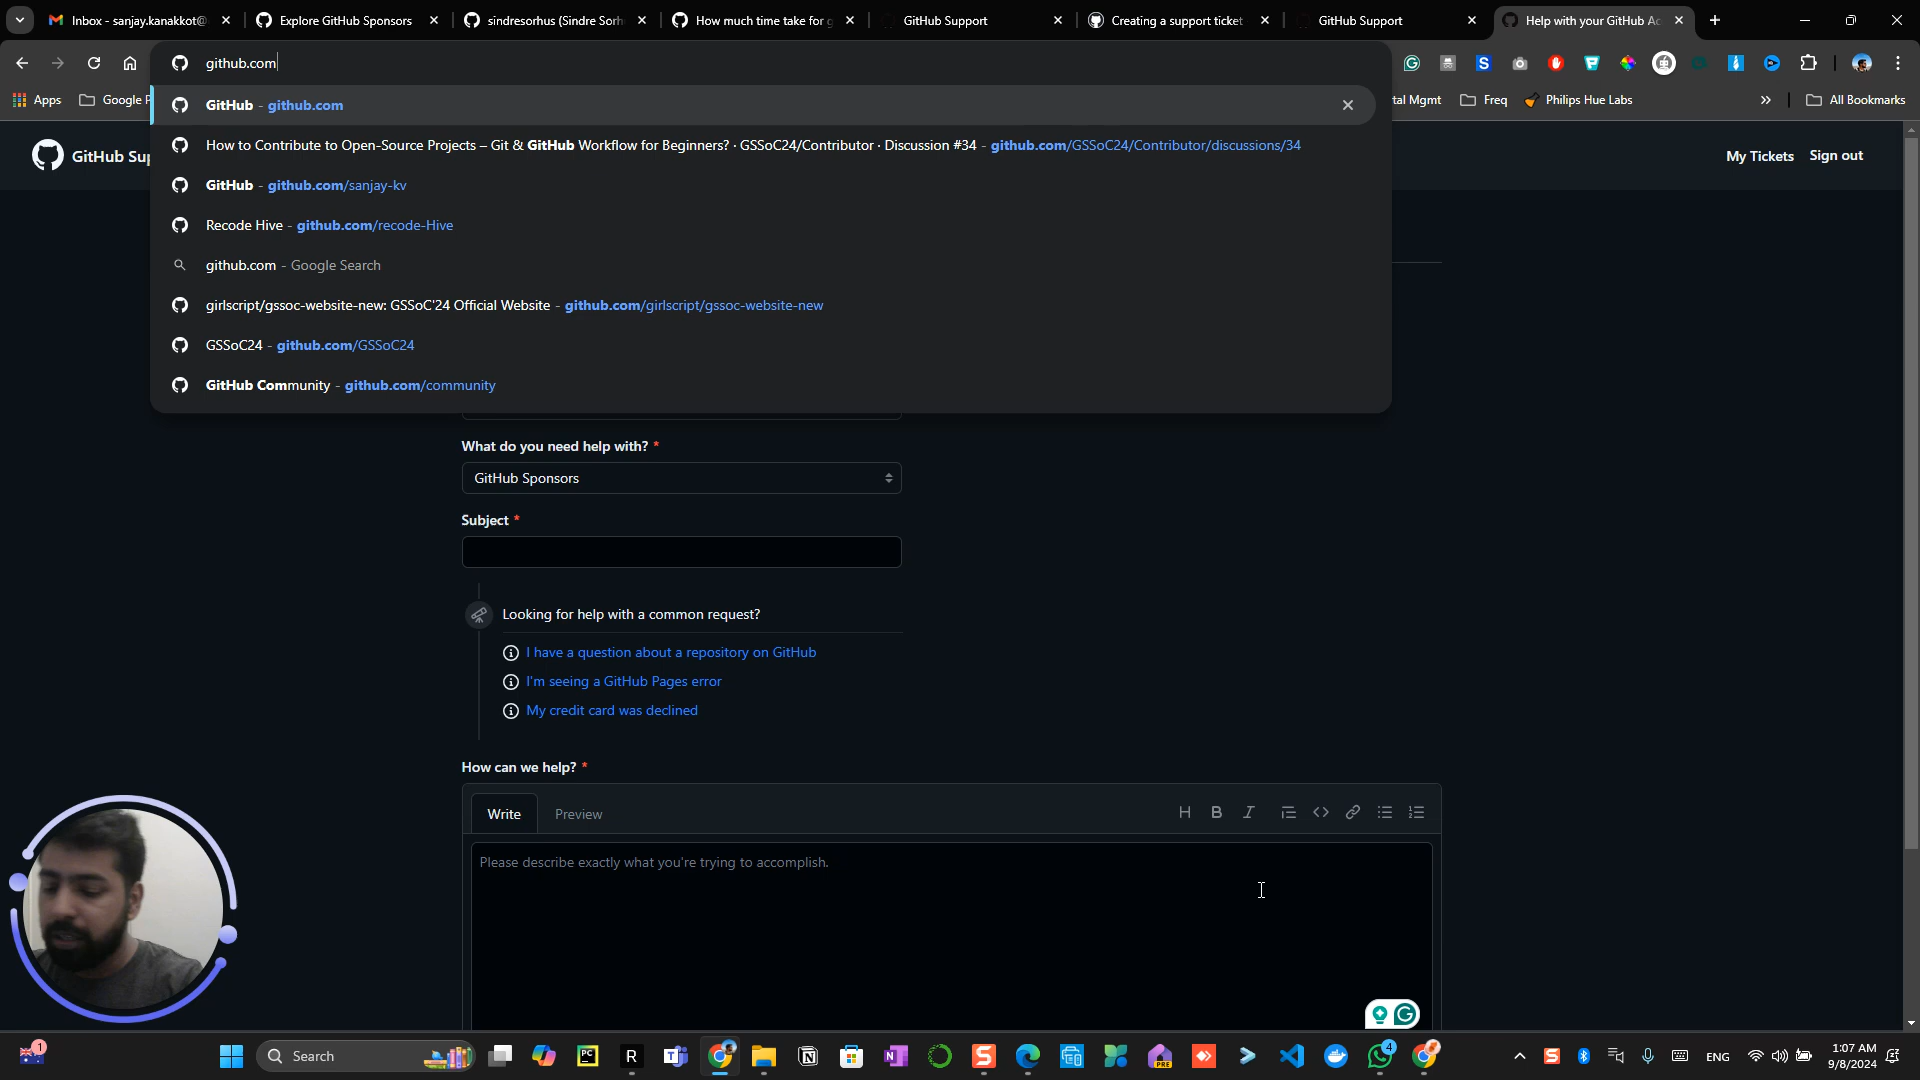 Inbox - sanjay.kanakkot@
Explore GitHub Sponsors
sindresorhus (Sindre Sorh
How much time take for g
GitHub Support
Creating a support ticket
GitHub Support
Help with your GitHub Ac
github.com
Apps
Google P
tal Mgmt
Freq
Philips Hue Labs
All Bookmarks
GitHub - github.com
How to Contribute to Open-Source Projects – Git & GitHub Workflow for Beginners? · GSSoC24/Contributor · Discussion #34 - github.com/GSSoC24/Contributor/discussions/34
GitHub - github.com/sanjay-kv
Recode Hive - github.com/recode-Hive
github.com - Google Search
girlscript/gssoc-website-new: GSSoC'24 Official Website - github.com/girlscript/gssoc-website-new
GSSoC24 - github.com/GSSoC24
GitHub Community - github.com/community
GitHub Sup
My Tickets
Sign out
What do you need help with? *
GitHub Sponsors
Subject *
Looking for help with a common request?
I have a question about a repository on GitHub
I'm seeing a GitHub Pages error
My credit card was declined
How can we help? *
Write
Preview
Please describe exactly what you're trying to accomplish.
1
Search
PC
R
PRE
4
ENG
1:07 AM
9/8/2024